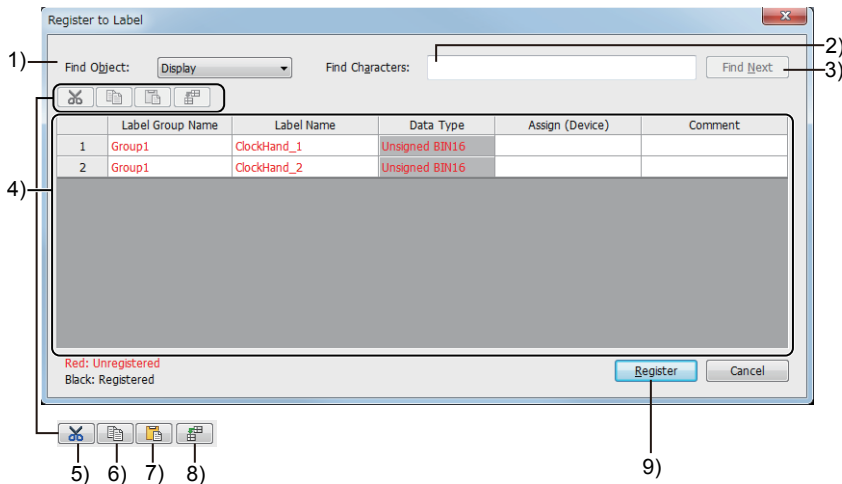 Register to Label
1)
Find Object:
Display
Find Characters:
2)
Find Next
3)
Label Group Name Label Name Data Type Assign (Device) Comment
1 Group1 ClockHand_1 Unsigned BIN16
2 Group1 ClockHand_2 Unsigned BIN16
4)
Red: Unregistered
Black: Registered
Register
Cancel
5) 6) 7) 8)
9)